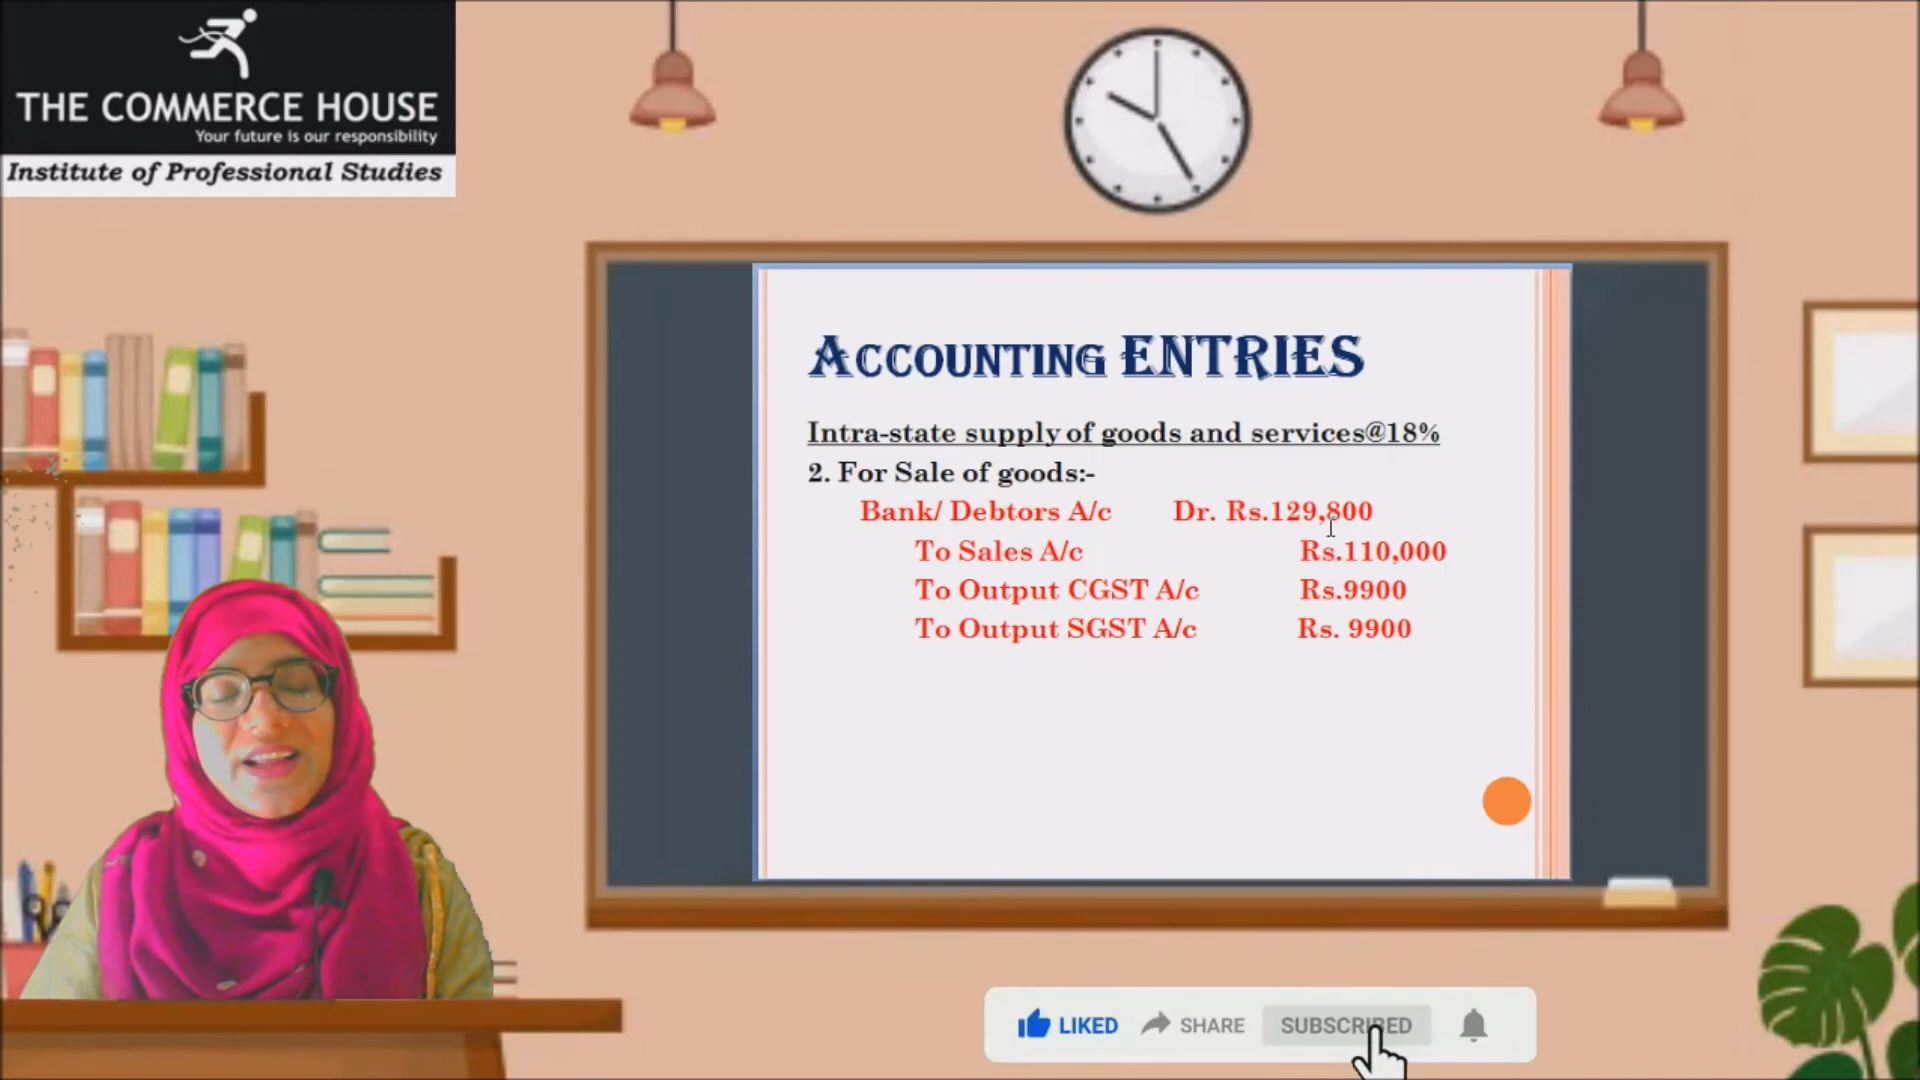 THE COMMERCE HOUSE
Your future is our responsibility
Institute of Professional Studies
ACCOUNTING ENTRIES
Intra-state supply of goods and services@18%
2. For Sale of goods:-
Bank/ Debtors A/c Dr. Rs.129,800
To Sales A/c Rs.110,000
To Output CGST A/c Rs.9900
To Output SGST A/c Rs. 9900
LIKED SHARE SUBSCRIBED